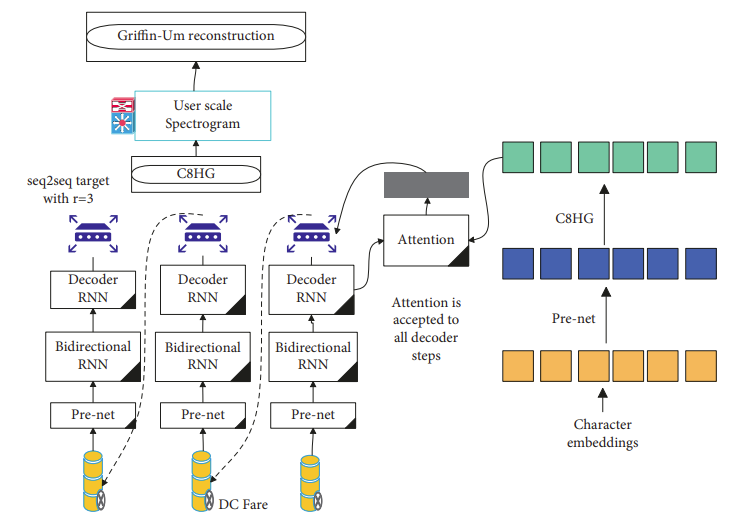 Griffin-Um reconstruction
User scale
Spectrogram
C8HG
seq2seq target
with r=3
Decoder
RNN
Decoder
RNN
Decoder
RNN
Bidirectional
RNN
Bidirectional
RNN
Bidirectional
RNN
Pre-net
Pre-net
Pre-net
DC Fare
Attention
Attention is
accepted to
all decoder
steps
C8HG
Pre-net
Character
embeddings